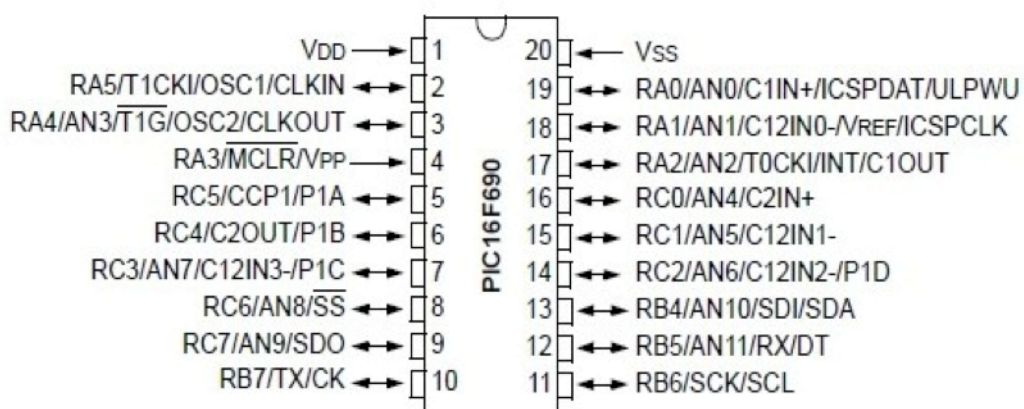 VDD 1 20 VSS
RA5/T1CKI/OSC1/CLKIN 2 19 RA0/AN0/C1IN+/ICSPDAT/ULPWU
RA4/AN3/T1G/OSC2/CLKOUT 3 18 RA1/AN1/C12IN0-/VREF/ICSPCLK
RA3/MCLR/VPP 4 17 RA2/AN2/T0CKI/INT/C1OUT
RC5/CCP1/P1A 5 16 RC0/AN4/C2IN+
RC4/C2OUT/P1B 6 15 RC1/AN5/C12IN1-
RC3/AN7/C12IN3-/P1C 7 14 RC2/AN6/C12IN2-/P1D
RC6/AN8/SS 8 13 RB4/AN10/SDI/SDA
RC7/AN9/SDO 9 12 RB5/AN11/RX/DT
RB7/TX/CK 10 11 RB6/SCK/SCL
PIC16F690